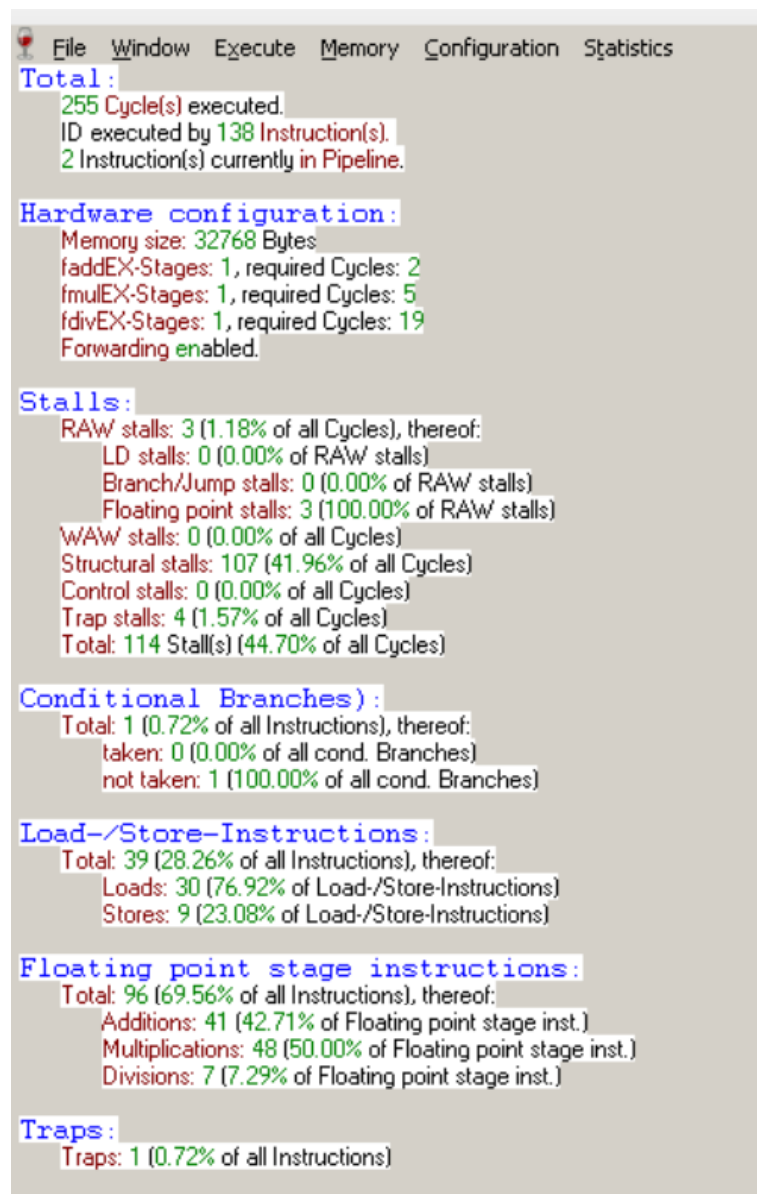 File Window Execute Memory Configuration Statistics
Total:
255 Cycle(s) executed.
ID executed by 138 Instruction(s).
2 Instruction(s) currently in Pipeline.
Hardware configuration:
Memory size: 32768 Bytes
faddEX-Stages: 1, required Cycles: 2
fmulEX-Stages: 1, required Cycles: 5
fdivEX-Stages: 1, required Cycles: 19
Forwarding enabled.
Stalls:
RAW stalls: 3 (1.18% of all Cycles), thereof:
LD stalls: 0 (0.00% of RAW stalls)
Branch/Jump stalls: 0 (0.00% of RAW stalls)
Floating point stalls: 3 (100.00% of RAW stalls)
WAW stalls: 0 (0.00% of all Cycles)
Structural stalls: 107 (41.96% of all Cycles)
Control stalls: 0 (0.00% of all Cycles)
Trap stalls: 4 (1.57% of all Cycles)
Total: 114 Stall(s) (44.70% of all Cycles)
Conditional Branches):
Total: 1 (0.72% of all Instructions), thereof:
taken: 0 (0.00% of all cond. Branches)
not taken: 1 (100.00% of all cond. Branches)
Load-/Store-Instructions:
Total: 39 (28.26% of all Instructions), thereof:
Loads: 30 (76.92% of Load-/Store-Instructions)
Stores: 9 (23.08% of Load-/Store-Instructions)
Floating point stage instructions:
Total: 96 (69.56% of all Instructions), thereof:
Additions: 41 (42.71% of Floating point stage inst.)
Multiplications: 48 (50.00% of Floating point stage inst.)
Divisions: 7 (7.29% of Floating point stage inst.)
Traps:
Traps: 1 (0.72% of all Instructions)